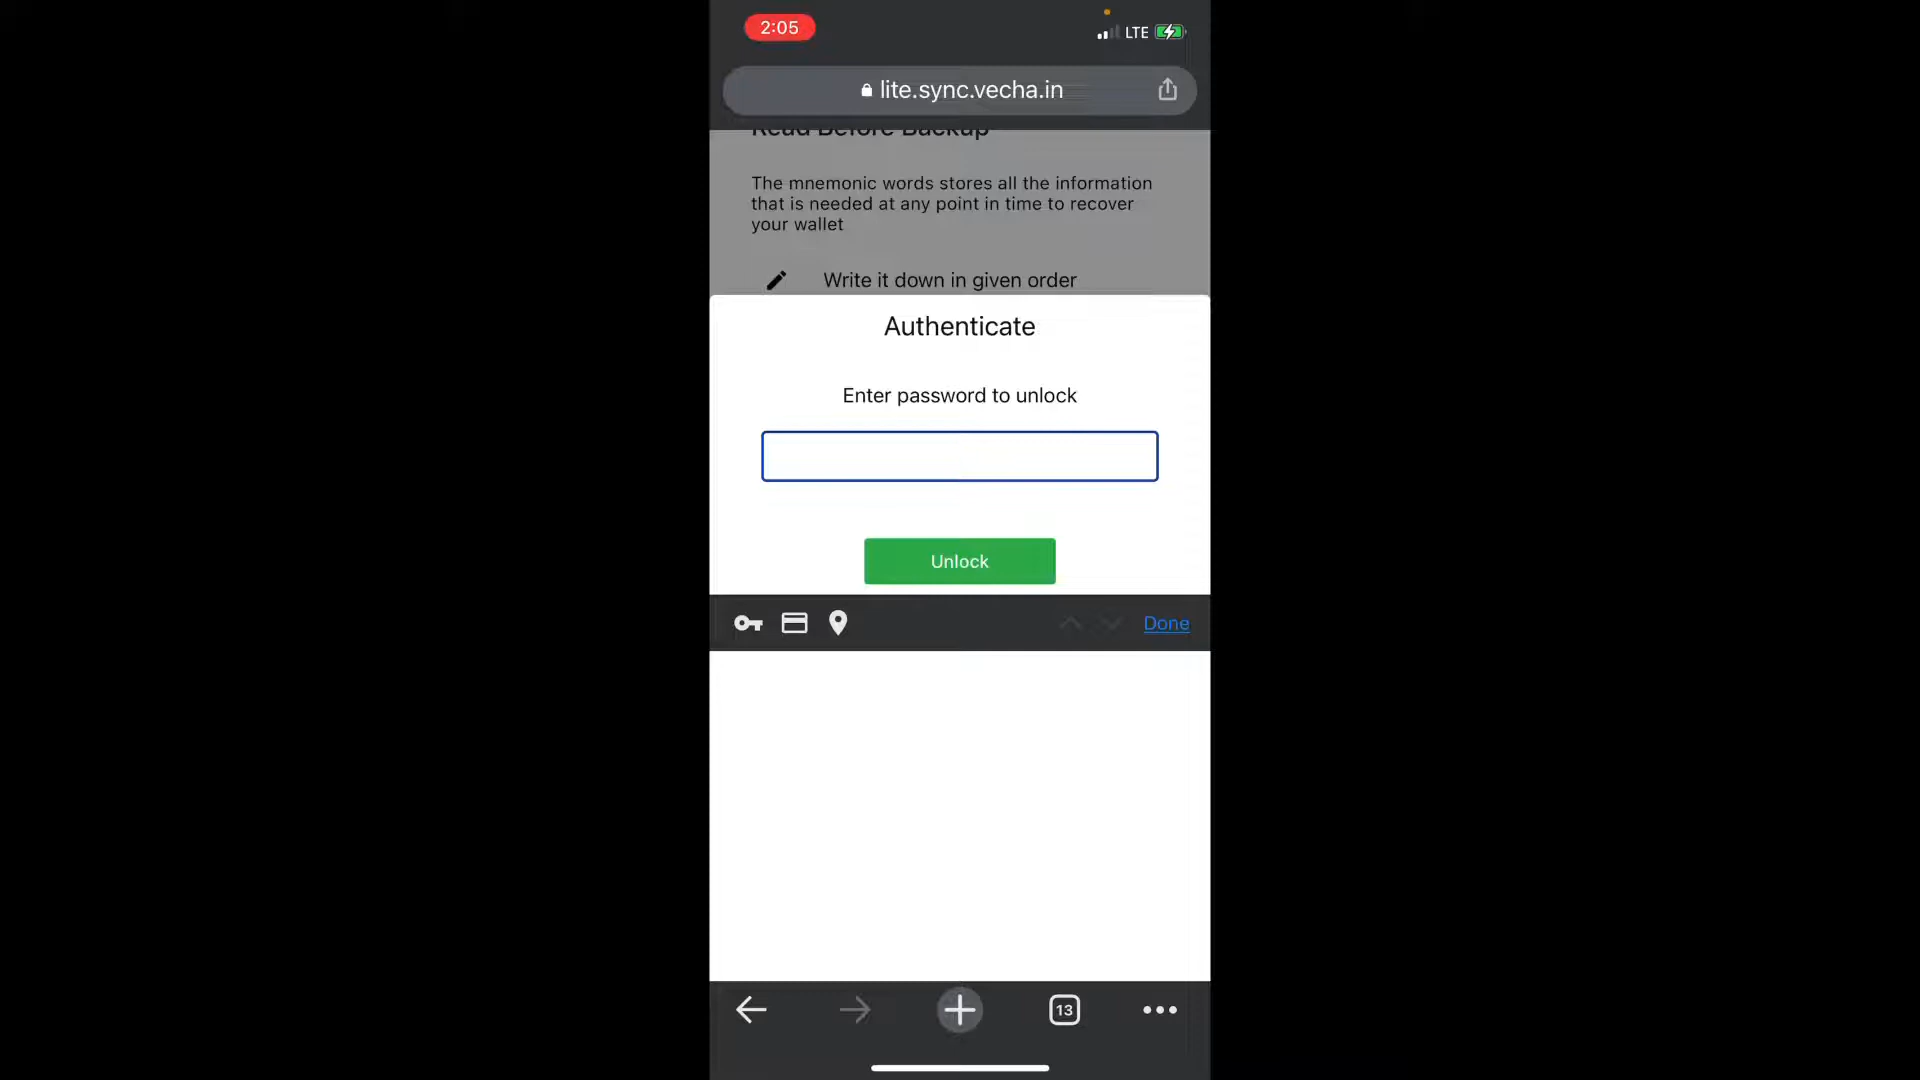 2:05
LTE
lite.sync.vecha.in
Read Before Backup
The mnemonic words stores all the information
that is needed at any point in time to recover
your wallet
Write it down in given order
Authenticate
Enter password to unlock
Unlock
Done
13